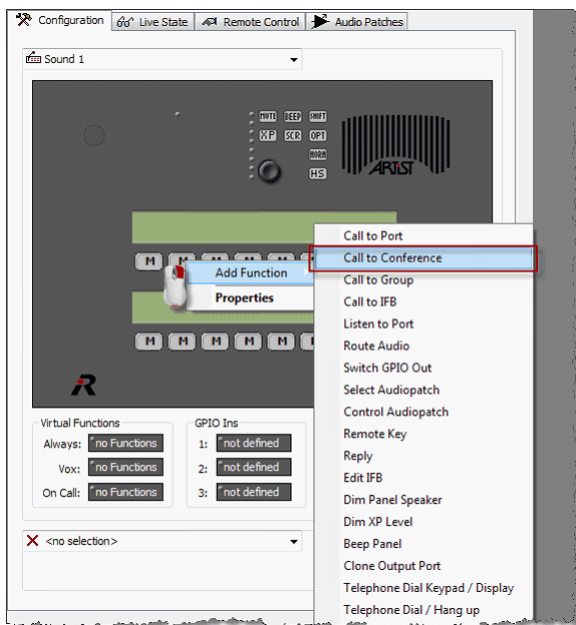 Configuration Live State Remote Control Audio Patches
Sound 1
MUTE BEEP SHIFT
XP SCR OPT
NORM
HS
ARTIST
Call to Port
M M M M M M
Add Function
Call to Conference
Properties
Call to Group
Call to IFB
Listen to Port
Route Audio
M M M M M
Switch GPIO Out
Select Audiopatch
R
Control Audiopatch
Virtual Functions GPIO Ins
Remote Key
Always: no Functions 1: not defined
Reply
Vox: no Functions 2: not defined
Edit IFB
On Call: no Functions 3: not defined
Dim Panel Speaker
Dim XP Level
<no selection>
Beep Panel
Clone Output Port
Telephone Dial Keypad / Display
Telephone Dial / Hang up